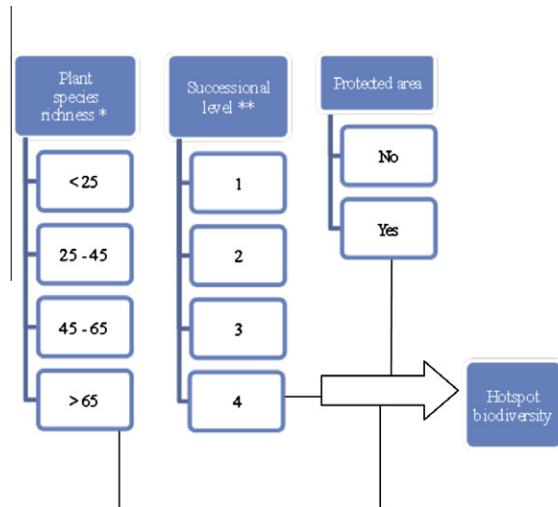 Plant
species
richness *
<25
25 - 45
45 - 65
>65
Successional
level **
1
2
3
4
Protected area
No
Yes
Hotspot
biodiversity